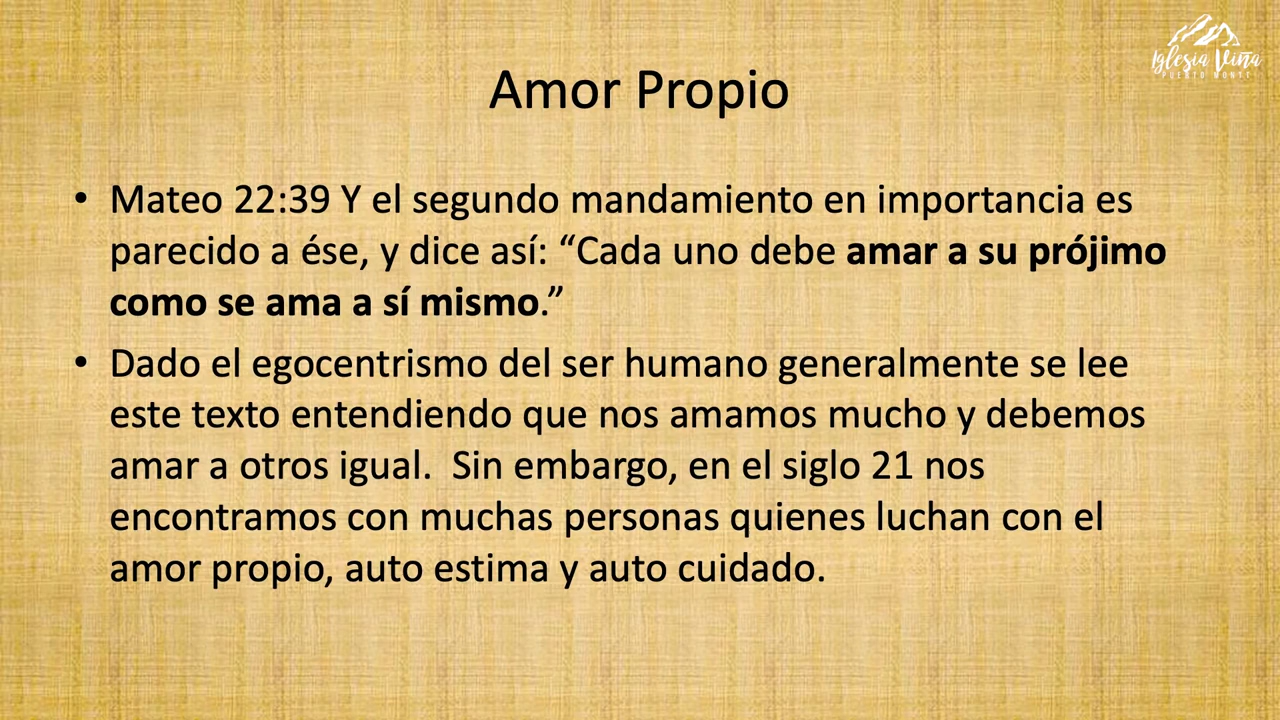 Iglesia Viña
PUERTO MONTT
Amor Propio
• Mateo 22:39 Y el segundo mandamiento en importancia es
parecido a ése, y dice así: “Cada uno debe amar a su prójimo
como se ama a sí mismo.”
• Dado el egocentrismo del ser humano generalmente se lee
este texto entendiendo que nos amamos mucho y debemos
amar a otros igual.  Sin embargo, en el siglo 21 nos
encontramos con muchas personas quienes luchan con el
amor propio, auto estima y auto cuidado.